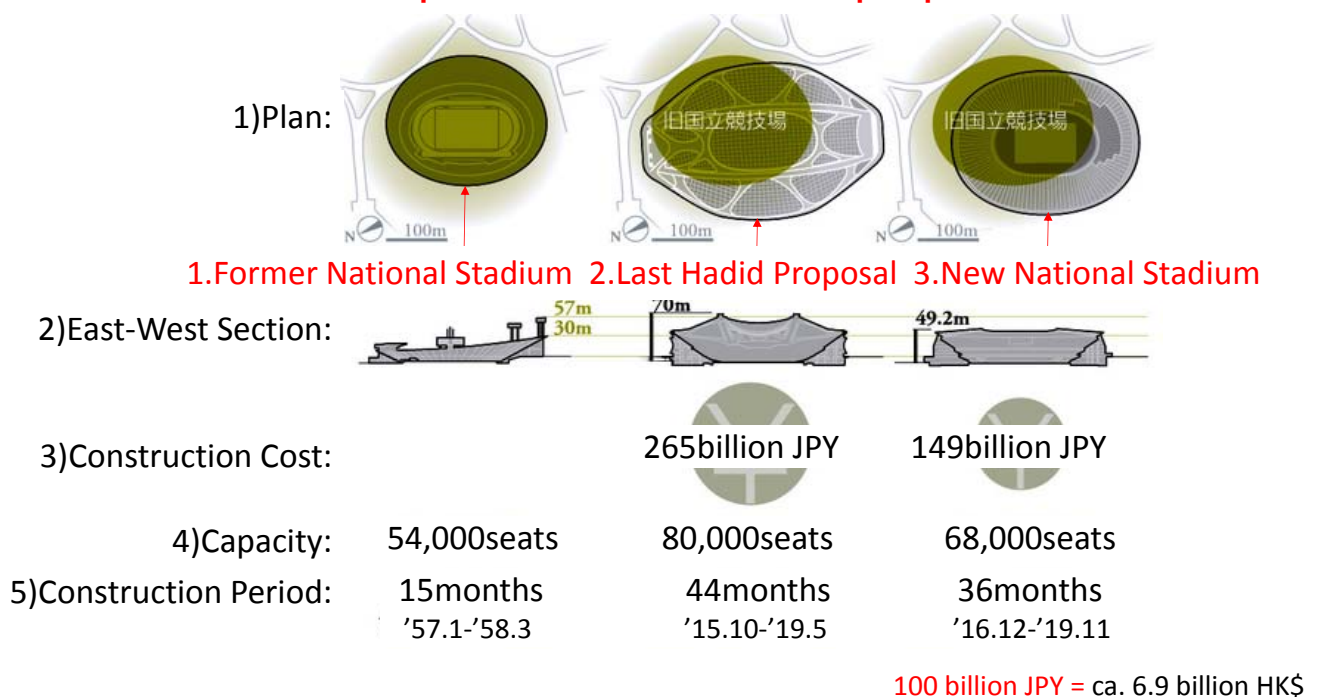 1)Plan:
旧国立競技場
旧国立競技場
N 100m
N 100m
N 100m
1.Former National Stadium 2.Last Hadid Proposal 3.New National Stadium
2)East-West Section:
57m
30m
70m
49.2m
3)Construction Cost:
265billion JPY
149billion JPY
4)Capacity:
54,000seats
80,000seats
68,000seats
5)Construction Period:
15months
44months
36months
’57.1-’58.3
’15.10-’19.5
’16.12-’19.11
100 billion JPY = ca. 6.9 billion HK$